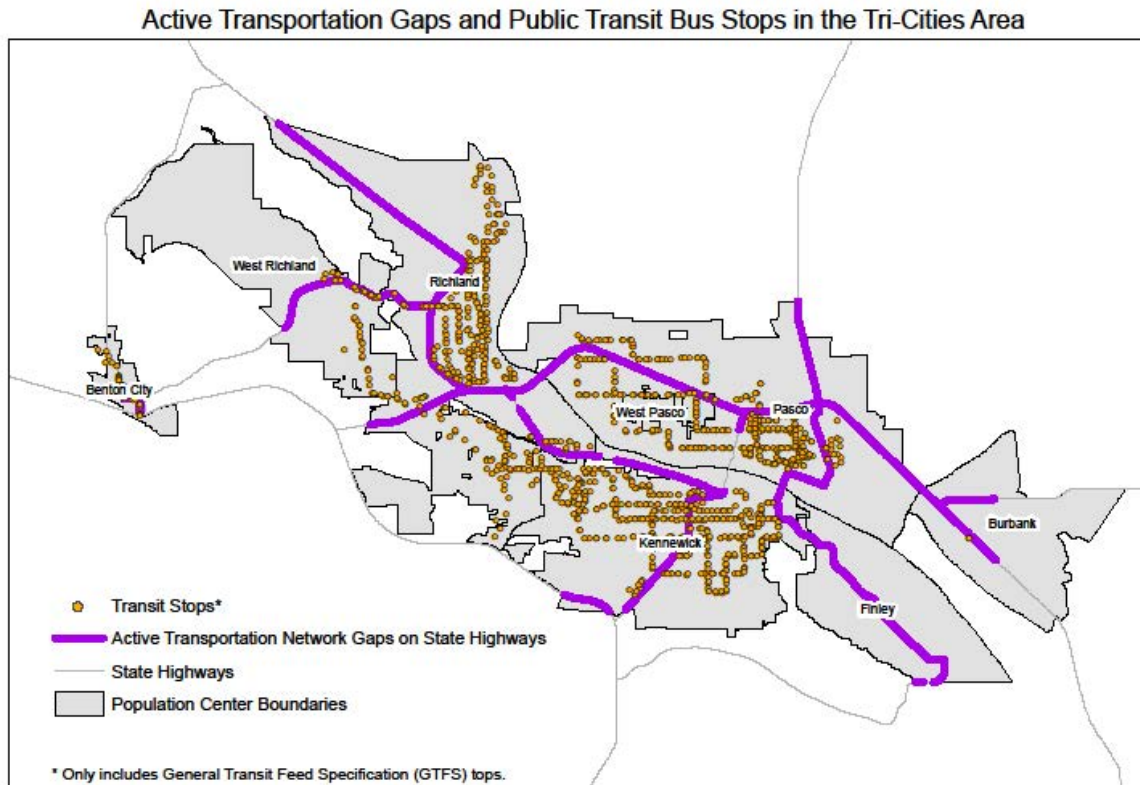 Active Transportation Gaps and Public Transit Bus Stops in the Tri-Cities Area
West Richland
Richland
Benton City
West Pasco
Pasco
Burbank
Kennewick
Finley
Transit Stops*
Active Transportation Network Gaps on State Highways
State Highways
Population Center Boundaries
* Only includes General Transit Feed Specification (GTFS) tops.